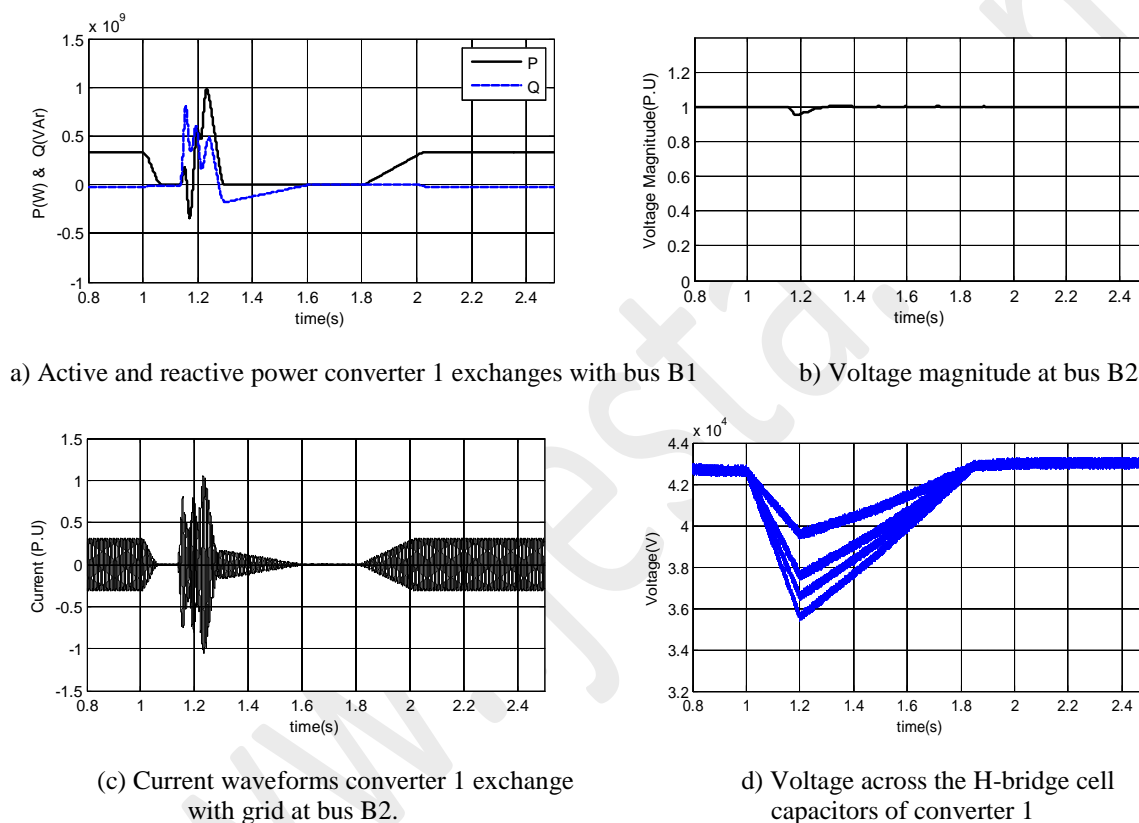 x 10^9
1.5
1
0.5
0
-0.5
-1
P(W) & Q(VAr)
P
Q
0.8 1 1.2 1.4 1.6 1.8 2 2.2 2.4
time(s)
a) Active and reactive power converter 1 exchanges with bus B1
1.2
1
0.8
0.6
0.4
0.2
0
Voltage Magnitude(P.U)
0.8 1 1.2 1.4 1.6 1.8 2 2.2 2.4
time(s)
b) Voltage magnitude at bus B2
1.5
1
0.5
0
-0.5
-1
-1.5
Current (P.U
0.8 1 1.2 1.4 1.6 1.8 2 2.2 2.4
time(s)
(c) Current waveforms converter 1 exchange
with grid at bus B2.
x 10^4
4.4
4.2
4
3.8
3.6
3.4
3.2
Voltage(V)
0.8 1 1.2 1.4 1.6 1.8 2 2.2 2.4
time(s)
d) Voltage across the H-bridge cell
capacitors of converter 1